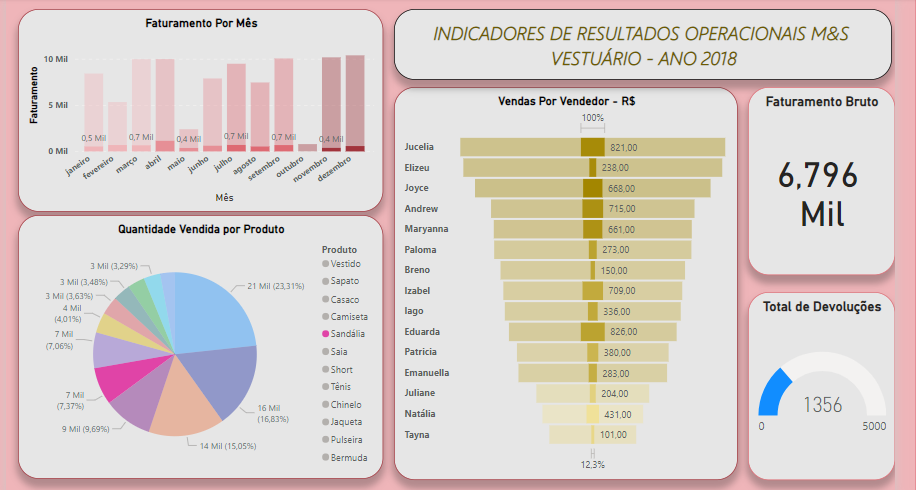 Faturamento Por Mês
Faturamento
10 Mil
5 Mil
0 Mil
0,5 Mil
0,7 Mil
0,4 Mil
0,7 Mil
0,7 Mil
0,4 Mil
janeiro
fevereiro
março
abril
maio
junho
julho
agosto
setembro
outubro
novembro
dezembro
Mês
INDICADORES DE RESULTADOS OPERACIONAIS M&S
VESTUÁRIO - ANO 2018
Quantidade Vendida por Produto
3 Mil (3,29%)
3 Mil (3,48%)
3 Mil (3,63%)
4 Mil
(4,01%)
7 Mil
(7,06%)
7 Mil
(7,37%)
9 Mil (9,69%)
14 Mil (15,05%)
16 Mil
(16,83%)
21 Mil (23,31%)
Produto
Vestido
Sapato
Casaco
Camiseta
Sandália
Saia
Short
Tênis
Chinelo
Jaqueta
Pulseira
Bermuda
Vendas Por Vendedor - R$
100%
Jucelia 821,00
Elizeu 238,00
Joyce 668,00
Andrew 715,00
Maryanna 661,00
Paloma 273,00
Breno 150,00
Izabel 709,00
Iago 336,00
Eduarda 826,00
Patricia 380,00
Emanuella 283,00
Juliane 204,00
Natália 431,00
Tayna 101,00
12,3%
Faturamento Bruto
6,796
Mil
Total de Devoluções
1356
0
5000